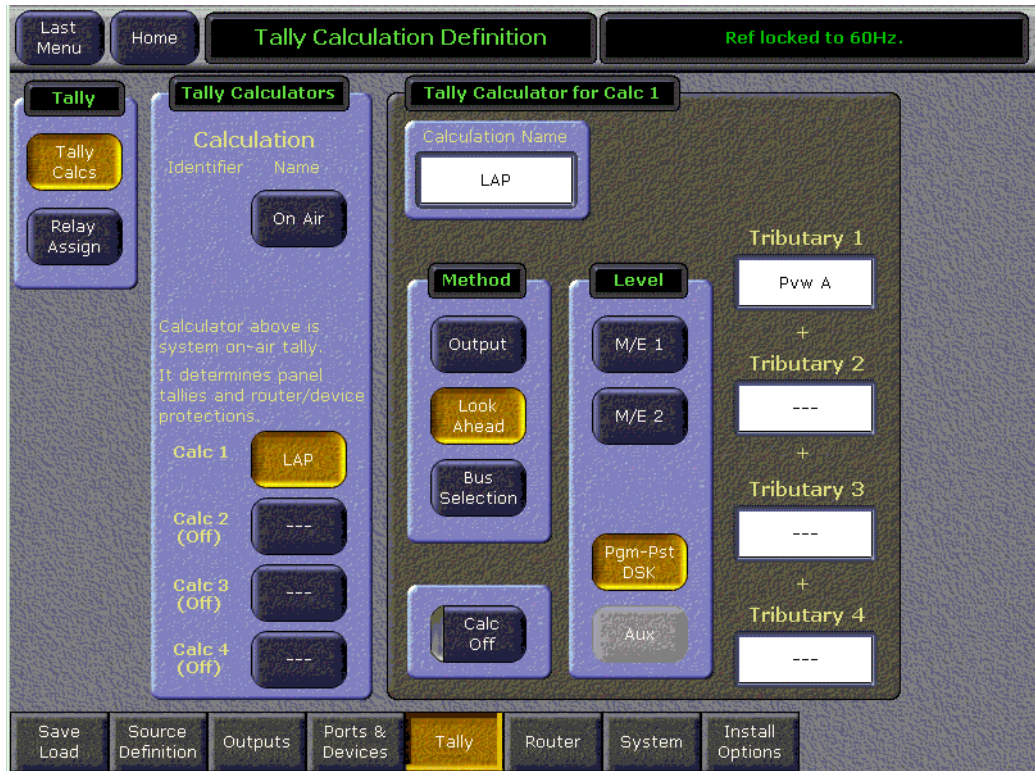 Last
Menu
Home
Tally Calculation Definition
Ref locked to 60Hz.
Tally
Tally
Calcs
Relay
Assign
Tally Calculators
Calculation
Identifier Name
On Air
Calculator above is
system on-air tally.
It determines panel
tallies and router/device
protections.
Calc 1
LAP
Calc 2
(Off)
---
Calc 3
(Off)
---
Calc 4
(Off)
---
Tally Calculator for Calc 1
Calculation Name
LAP
Method
Output
Look
Ahead
Bus
Selection
Calc
Off
Level
M/E 1
M/E 2
Pgm-Pst
DSK
Aux
Tributary 1
Pvw A
+
Tributary 2
---
+
Tributary 3
---
+
Tributary 4
---
Save
Load
Source
Definition
Outputs
Ports &
Devices
Tally
Router
System
Install
Options